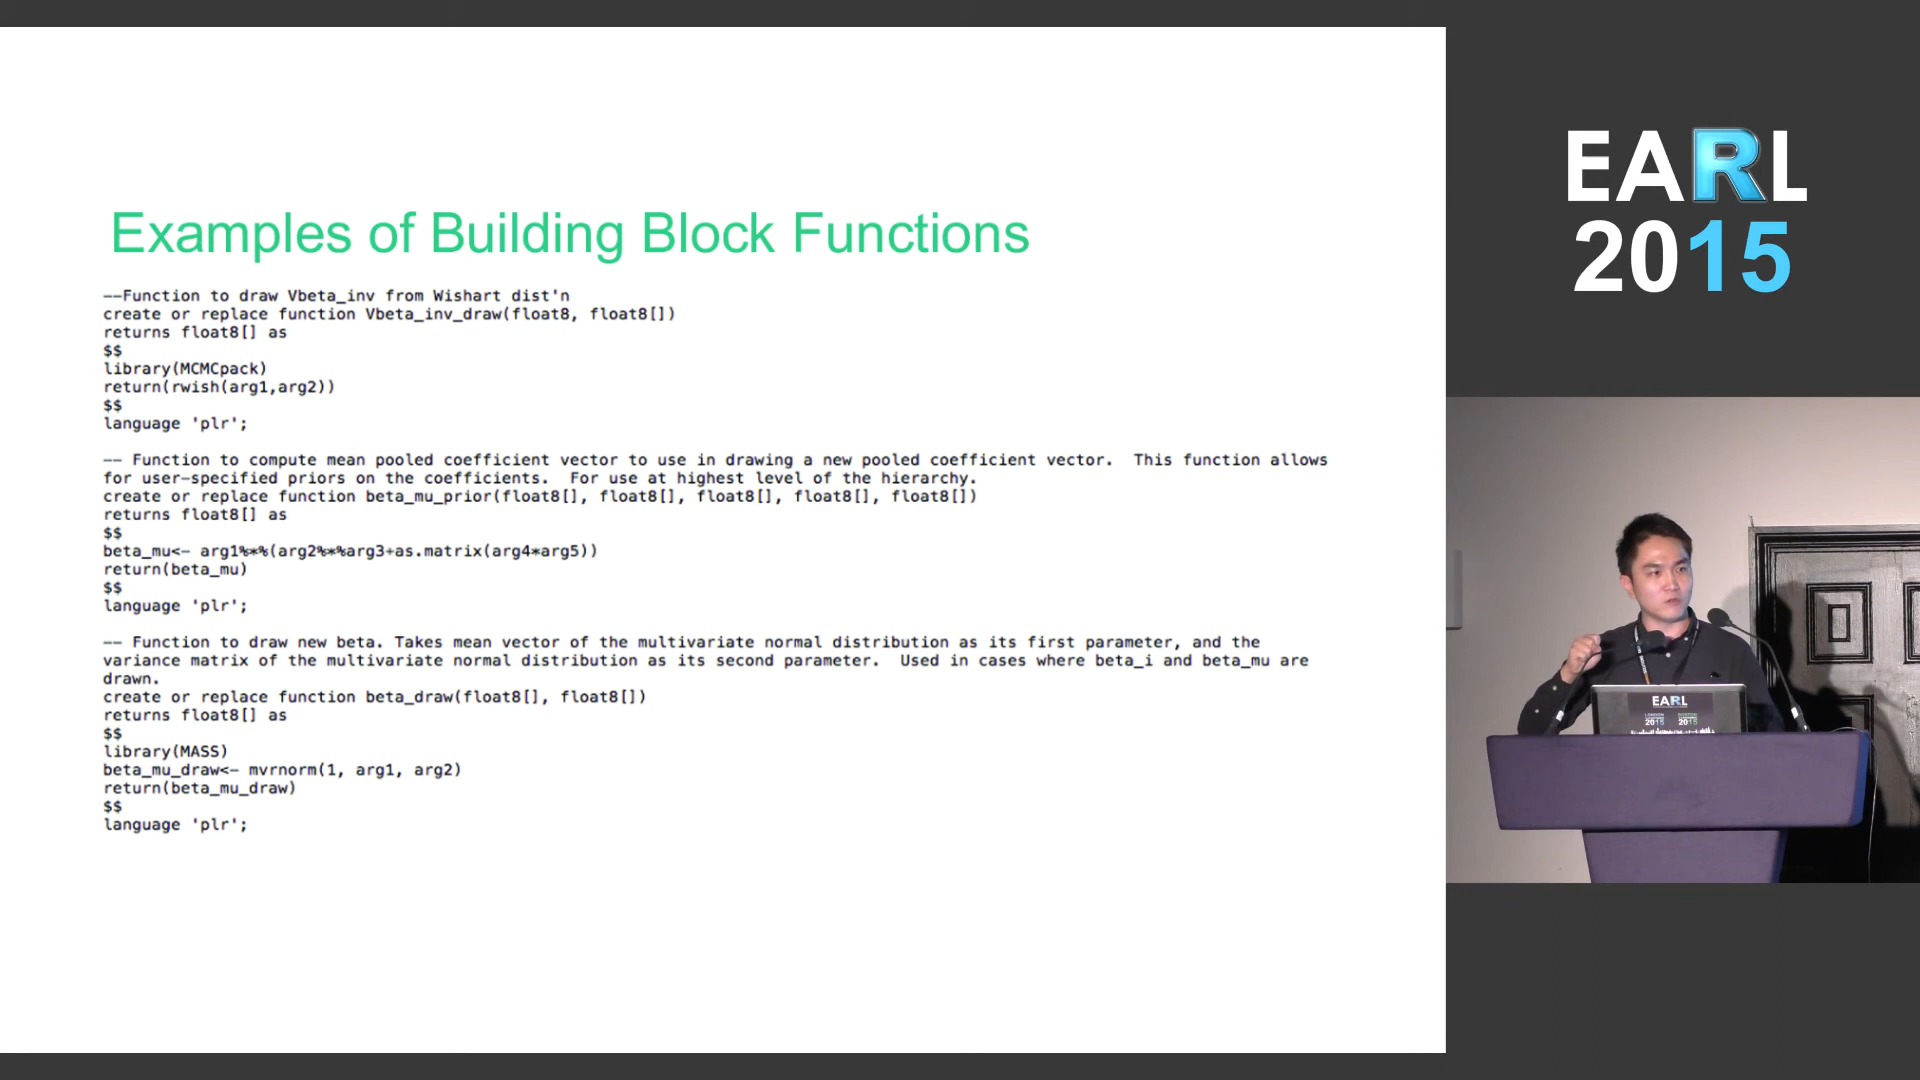 Examples of Building Block Functions
--Function to draw Vbeta_inv from Wishart dist'n
create or replace function Vbeta_inv_draw(float8, float8[])
returns float8[] as
$$
library(MCMCpack)
return(rwish(arg1,arg2))
$$
language 'plr';
-- Function to compute mean pooled coefficient vector to use in drawing a new pooled coefficient vector.  This function allows
for user-specified priors on the coefficients.  For use at highest level of the hierarchy.
create or replace function beta_mu_prior(float8[], float8[], float8[], float8[], float8[])
returns float8[] as
$$
beta_mu<- arg1%*%(arg2%*%arg3+as.matrix(arg4*arg5))
return(beta_mu)
$$
language 'plr';
-- Function to draw new beta. Takes mean vector of the multivariate normal distribution as its first parameter, and the
variance matrix of the multivariate normal distribution as its second parameter.  Used in cases where beta_i and beta_mu are
drawn.
create or replace function beta_draw(float8[], float8[])
returns float8[] as
$$
library(MASS)
beta_mu_draw<- mvrnorm(1, arg1, arg2)
return(beta_mu_draw)
$$
language 'plr';
EARL
2015
EARL
LONDON BOSTON
2015 2015